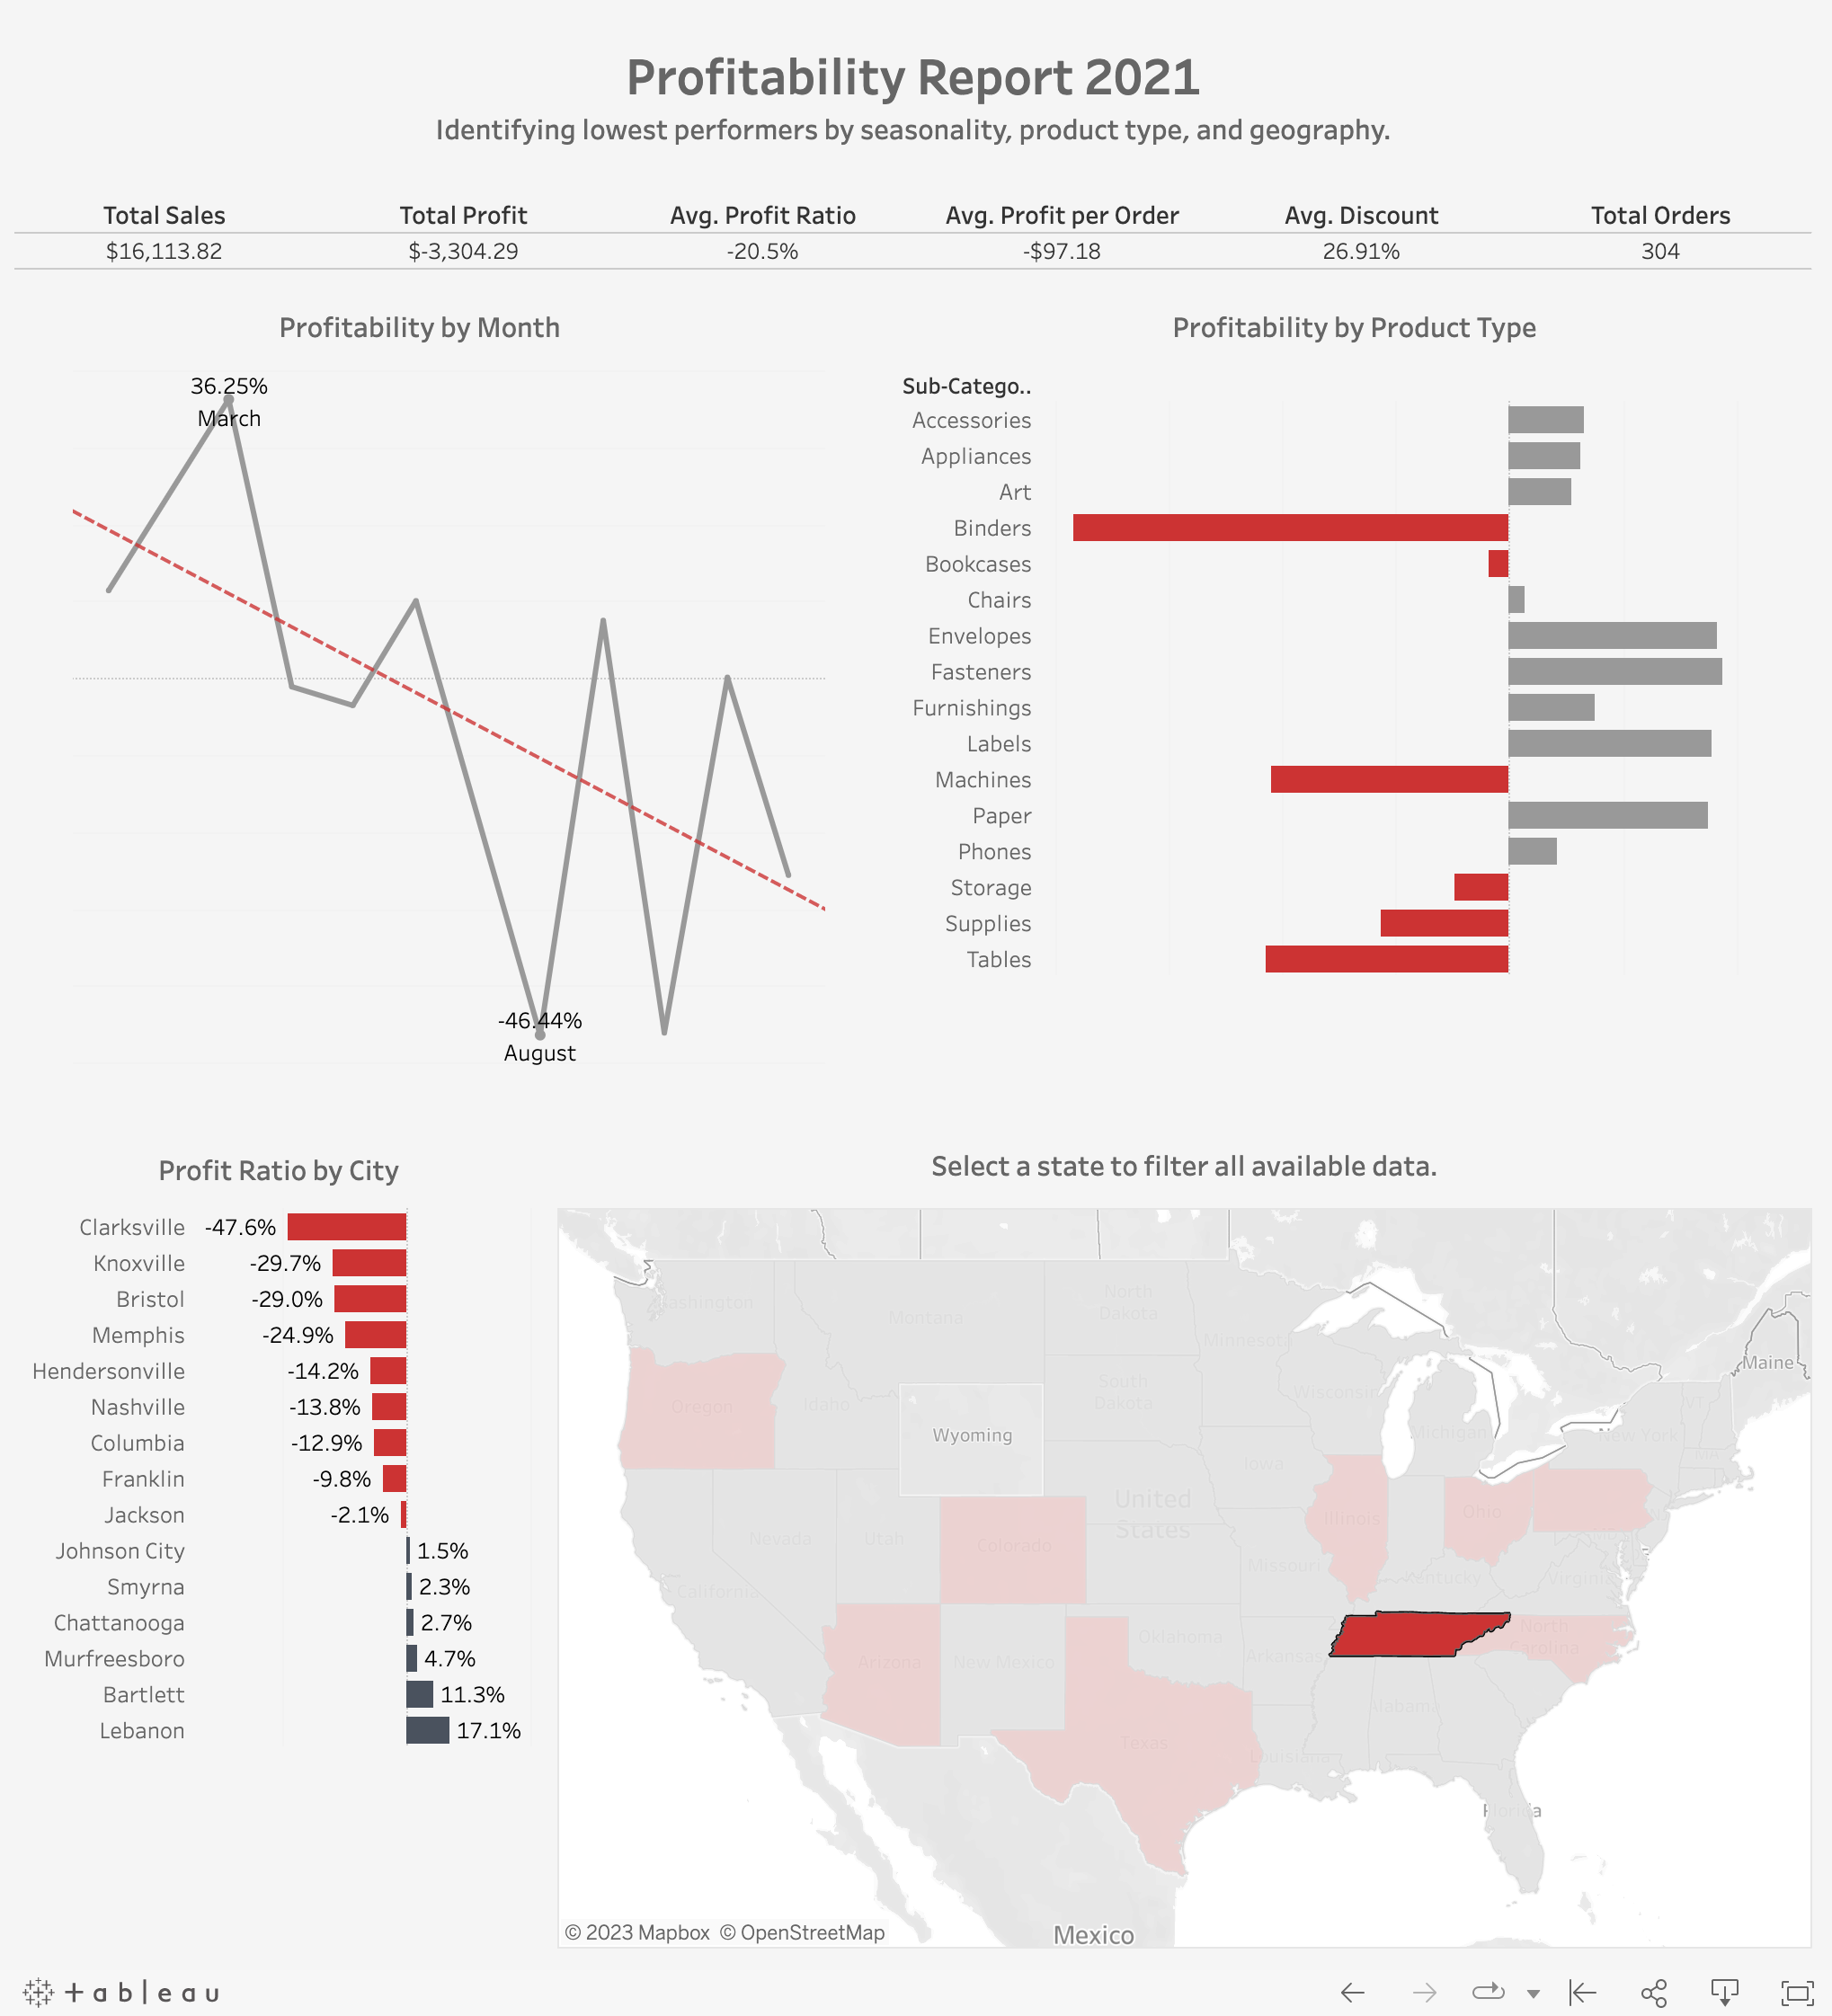 Profitability Report 2021
Identifying lowest performers by seasonality, product type, and geography.
Total Sales Total Profit Avg. Profit Ratio Avg. Profit per Order Avg. Discount Total Orders
$16,113.82 $-3,304.29 -20.5% -$97.18 26.91% 304
Profitability by Month
36.25%
March
-46.44%
August
Profitability by Product Type
Sub-Catego..
Accessories
Appliances
Art
Binders
Bookcases
Chairs
Envelopes
Fasteners
Furnishings
Labels
Machines
Paper
Phones
Storage
Supplies
Tables
Profit Ratio by City
Clarksville -47.6%
Knoxville -29.7%
Bristol -29.0%
Memphis -24.9%
Hendersonville -14.2%
Nashville -13.8%
Columbia -12.9%
Franklin -9.8%
Jackson -2.1%
Johnson City 1.5%
Smyrna 2.3%
Chattanooga 2.7%
Murfreesboro 4.7%
Bartlett 11.3%
Lebanon 17.1%
Select a state to filter all available data.
Washington
Montana
North
Dakota
Minnesota
Maine
Oregon
Idaho
South
Dakota
Wisconsin
VT
Wyoming
Michigan
New York
MA
Iowa
United
States
Illinois
Ohio
Nevada
Utah
Colorado
Missouri
Kentucky
Virginia
California
North
Carolina
Oklahoma
Arkansas
Arizona
New Mexico
Alabama
Texas
Louisiana
Florida
Mexico
© 2023 Mapbox © OpenStreetMap
+ a b l e a u